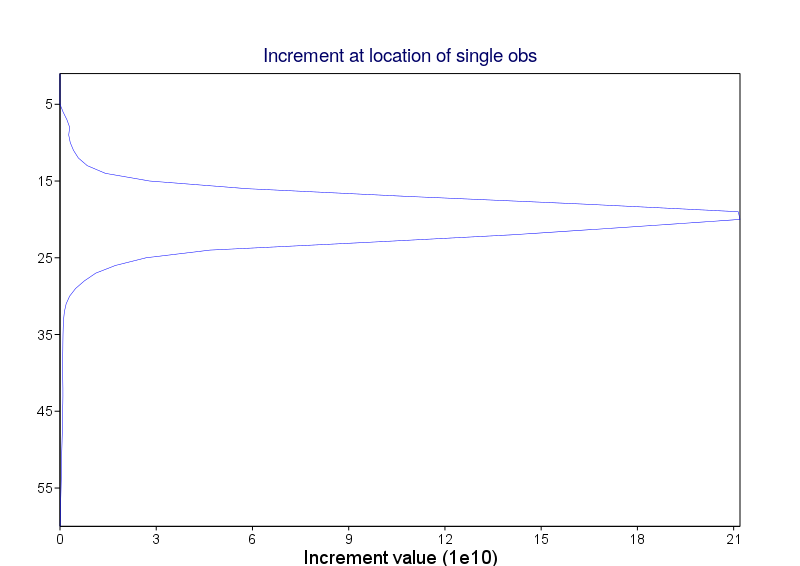 Increment at location of single obs
5
15
25
35
45
55
0 3 6 9 12 15 18 21
Increment value (1e10)